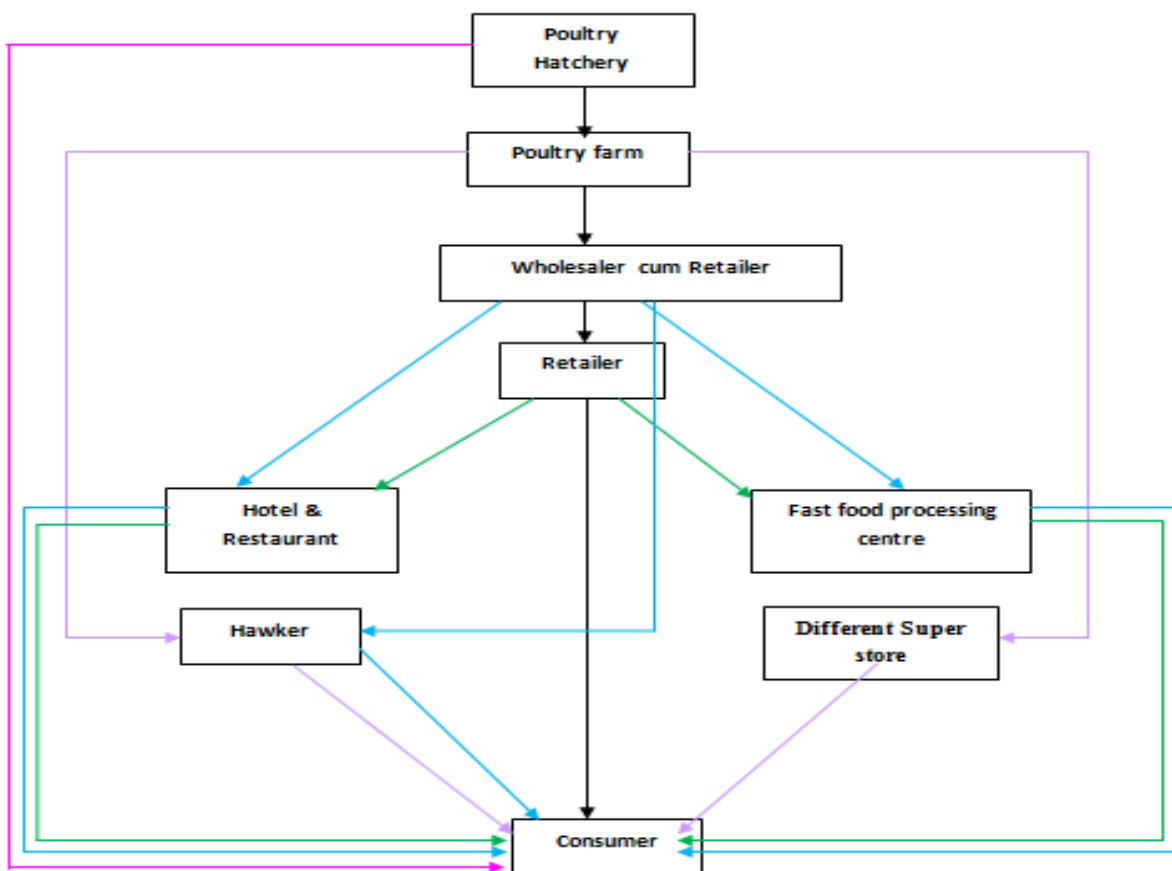 Poultry
Hatchery
Poultry farm
Wholesaler cum Retailer
Retailer
Hotel &
Restaurant
Fast food processing
centre
Hawker
Different Super
store
Consumer